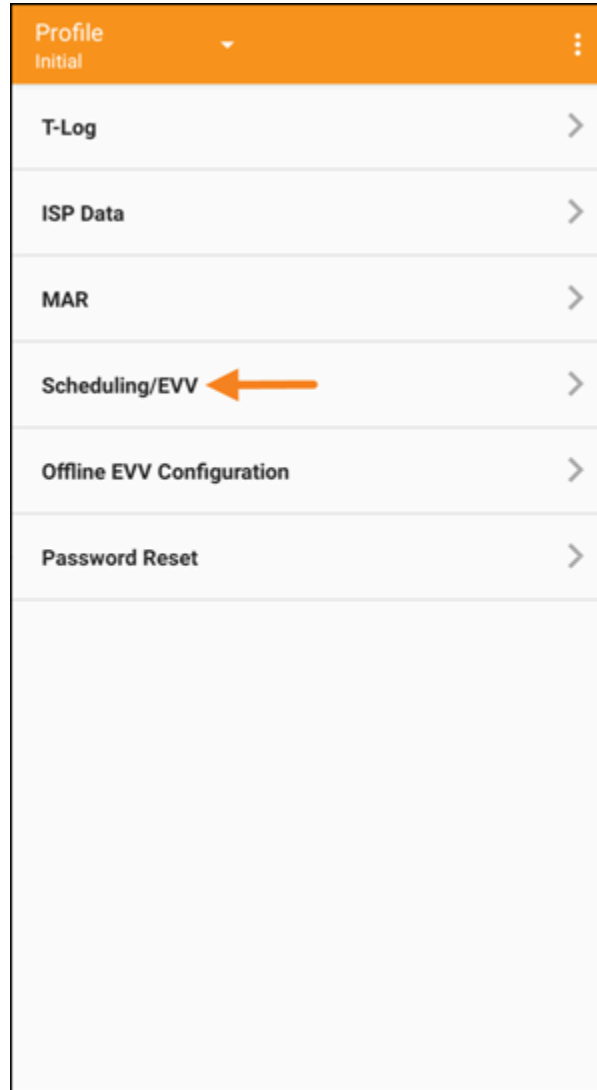 Profile
Initial
T-Log
ISP Data
MAR
Scheduling/EVV
Offline EVV Configuration
Password Reset